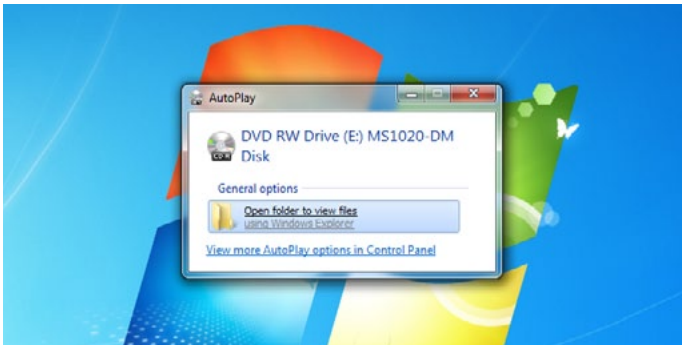 AutoPlay
DVD RW Drive (E:) MS1020-DM
Disk
CD-R
General options
Open folder to view files
using Windows Explorer
View more AutoPlay options in Control Panel